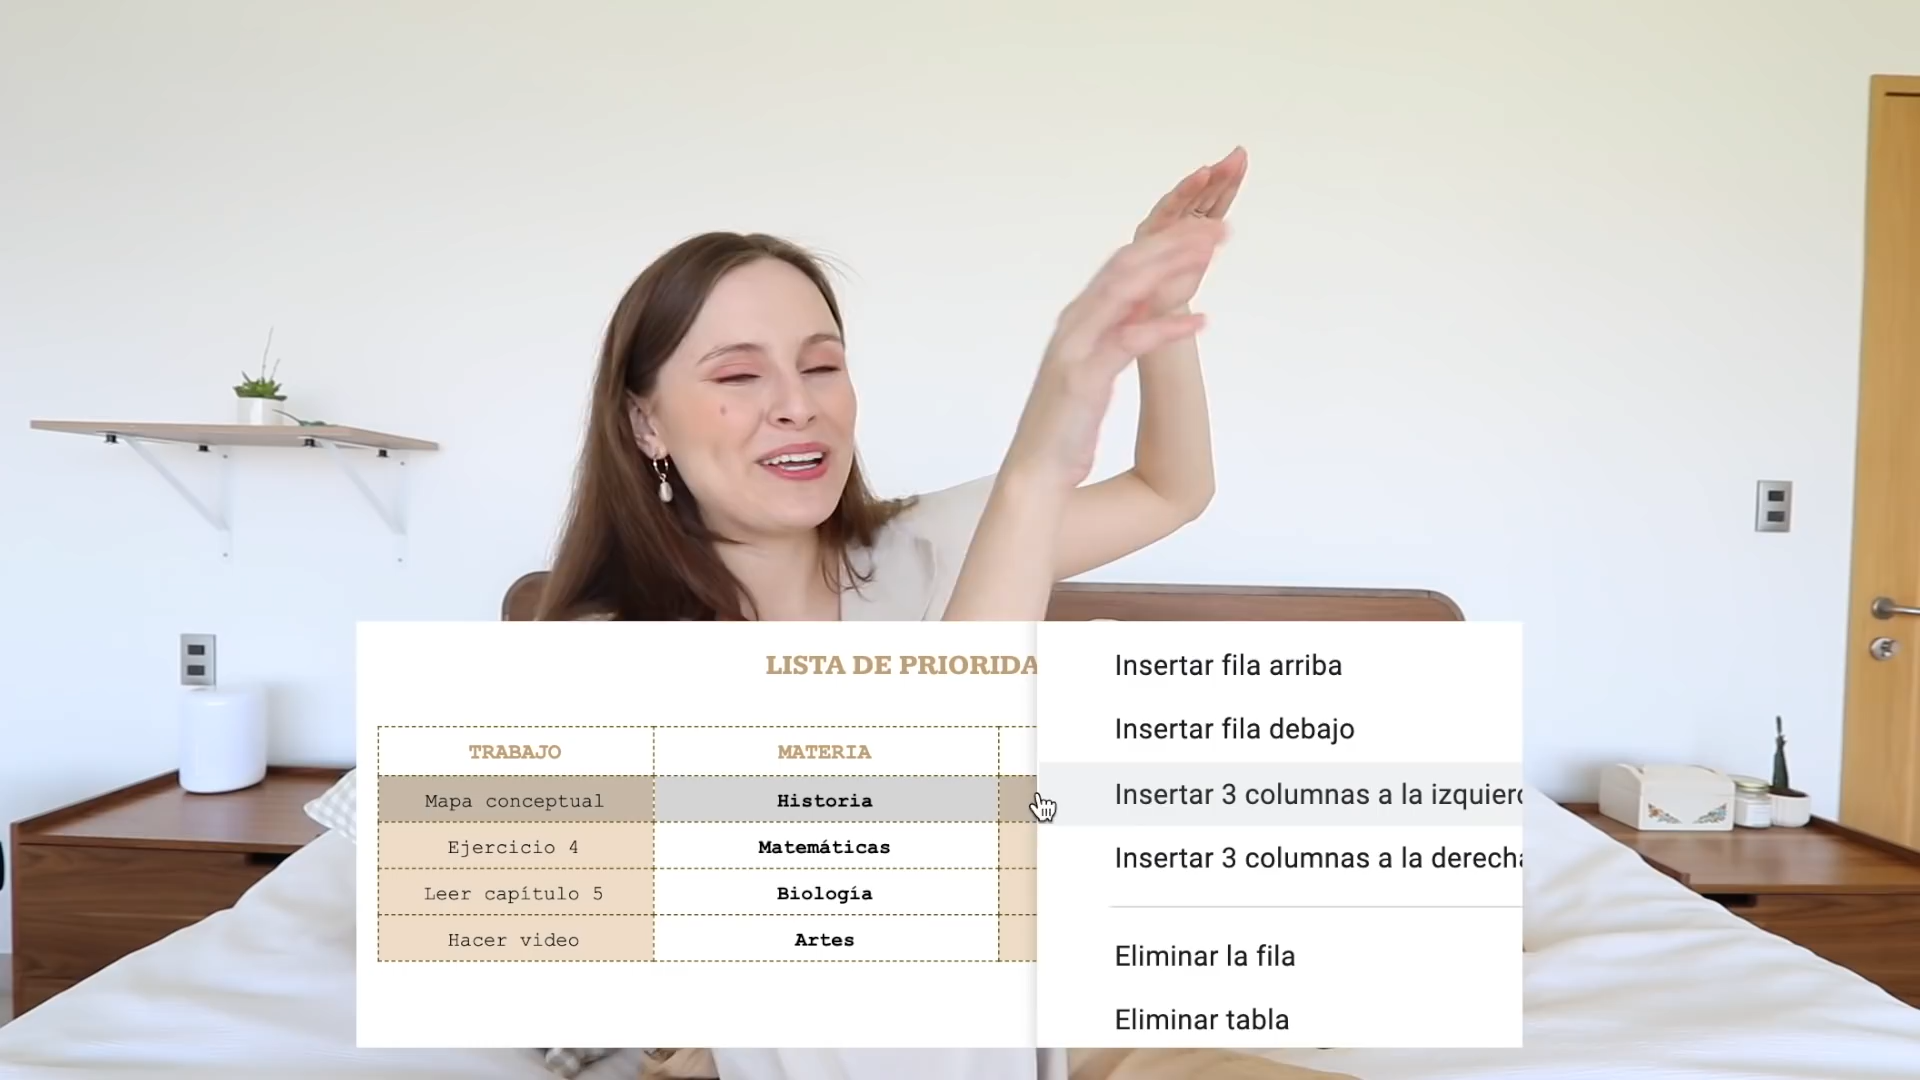 LISTA DE PRIORIDA
TRABAJO MATERIA
Mapa conceptual Historia
Ejercicio 4 Matemáticas
Leer capítulo 5 Biología
Hacer video Artes
Insertar fila arriba
Insertar fila debajo
Insertar 3 columnas a la izquier
Insertar 3 columnas a la derech
Eliminar la fila
Eliminar tabla